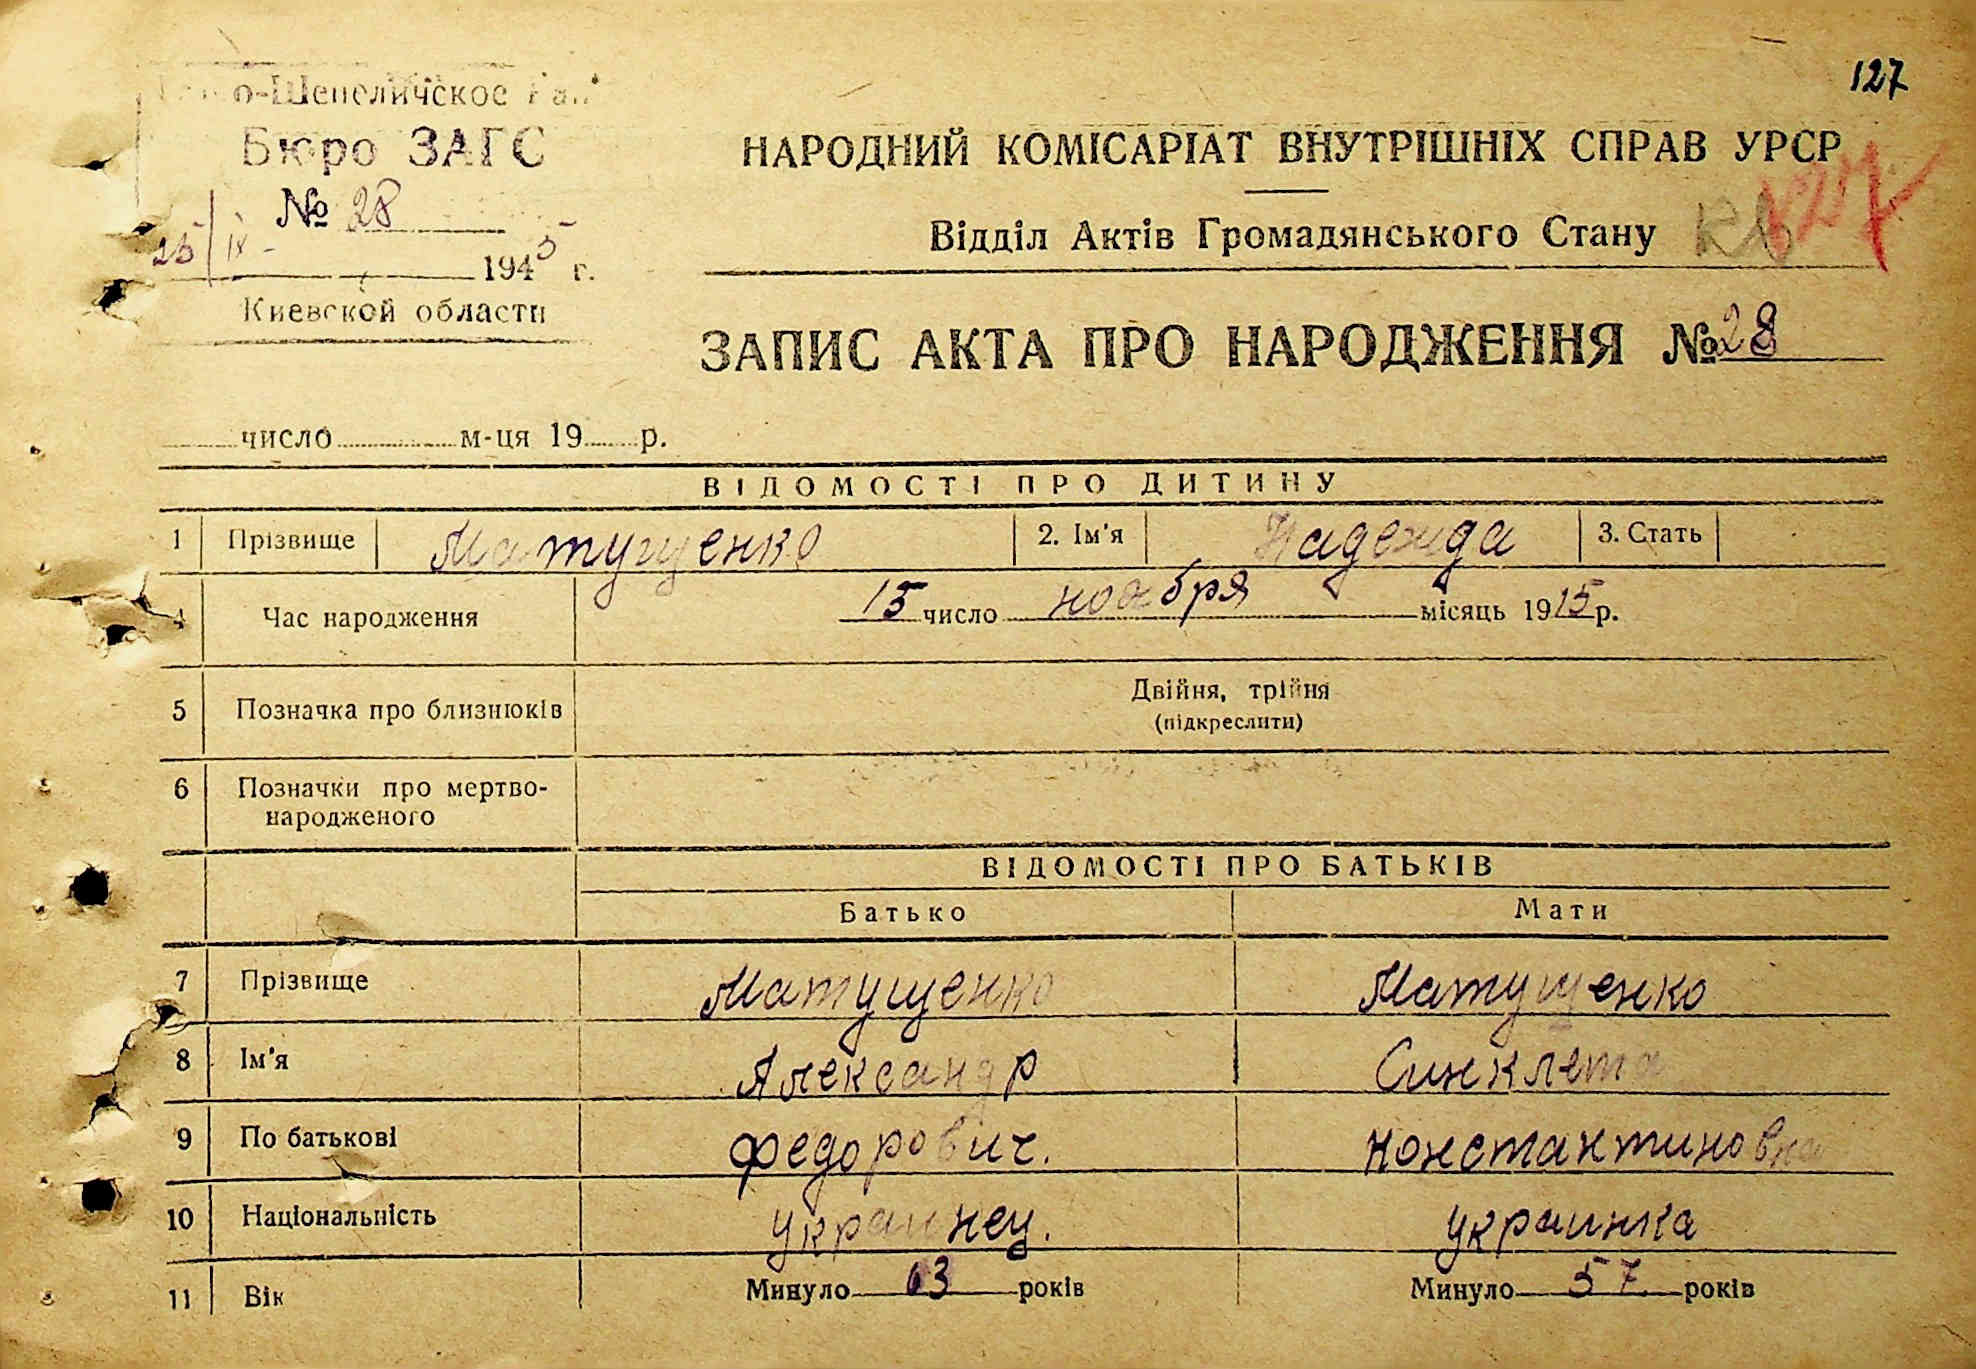 127
о-Шепеличское
Бюро ЗАГС
№ 28
25/IX - 1945 г.
Киевской области
НАРОДНИЙ КОМІСАРІАТ ВНУТРІШНІХ СПРАВ УРСР
Відділ Актів Громадянського Стану
127
ЗАПИС АКТА ПРО НАРОДЖЕННЯ № 28
число м-ця 19 р.
ВІДОМОСТІ ПРО ДИТИНУ
1 Прізвище Матущенко 2. Ім'я Надежда 3. Стать
4 Час народження 15 число ноября місяць 1915 р.
5 Позначка про близнюків Двійня, трійня
(підкреслити)
6 Позначки про мертво-
народженого
ВІДОМОСТІ ПРО БАТЬКІВ
Батько Мати
7 Прізвище Матущенко Матущенко
8 Ім'я Александр Синклета
9 По батькові Федорович. Константиновна
10 Національність украинец. украинка
11 Вік Минуло 63 років Минуло 57 років